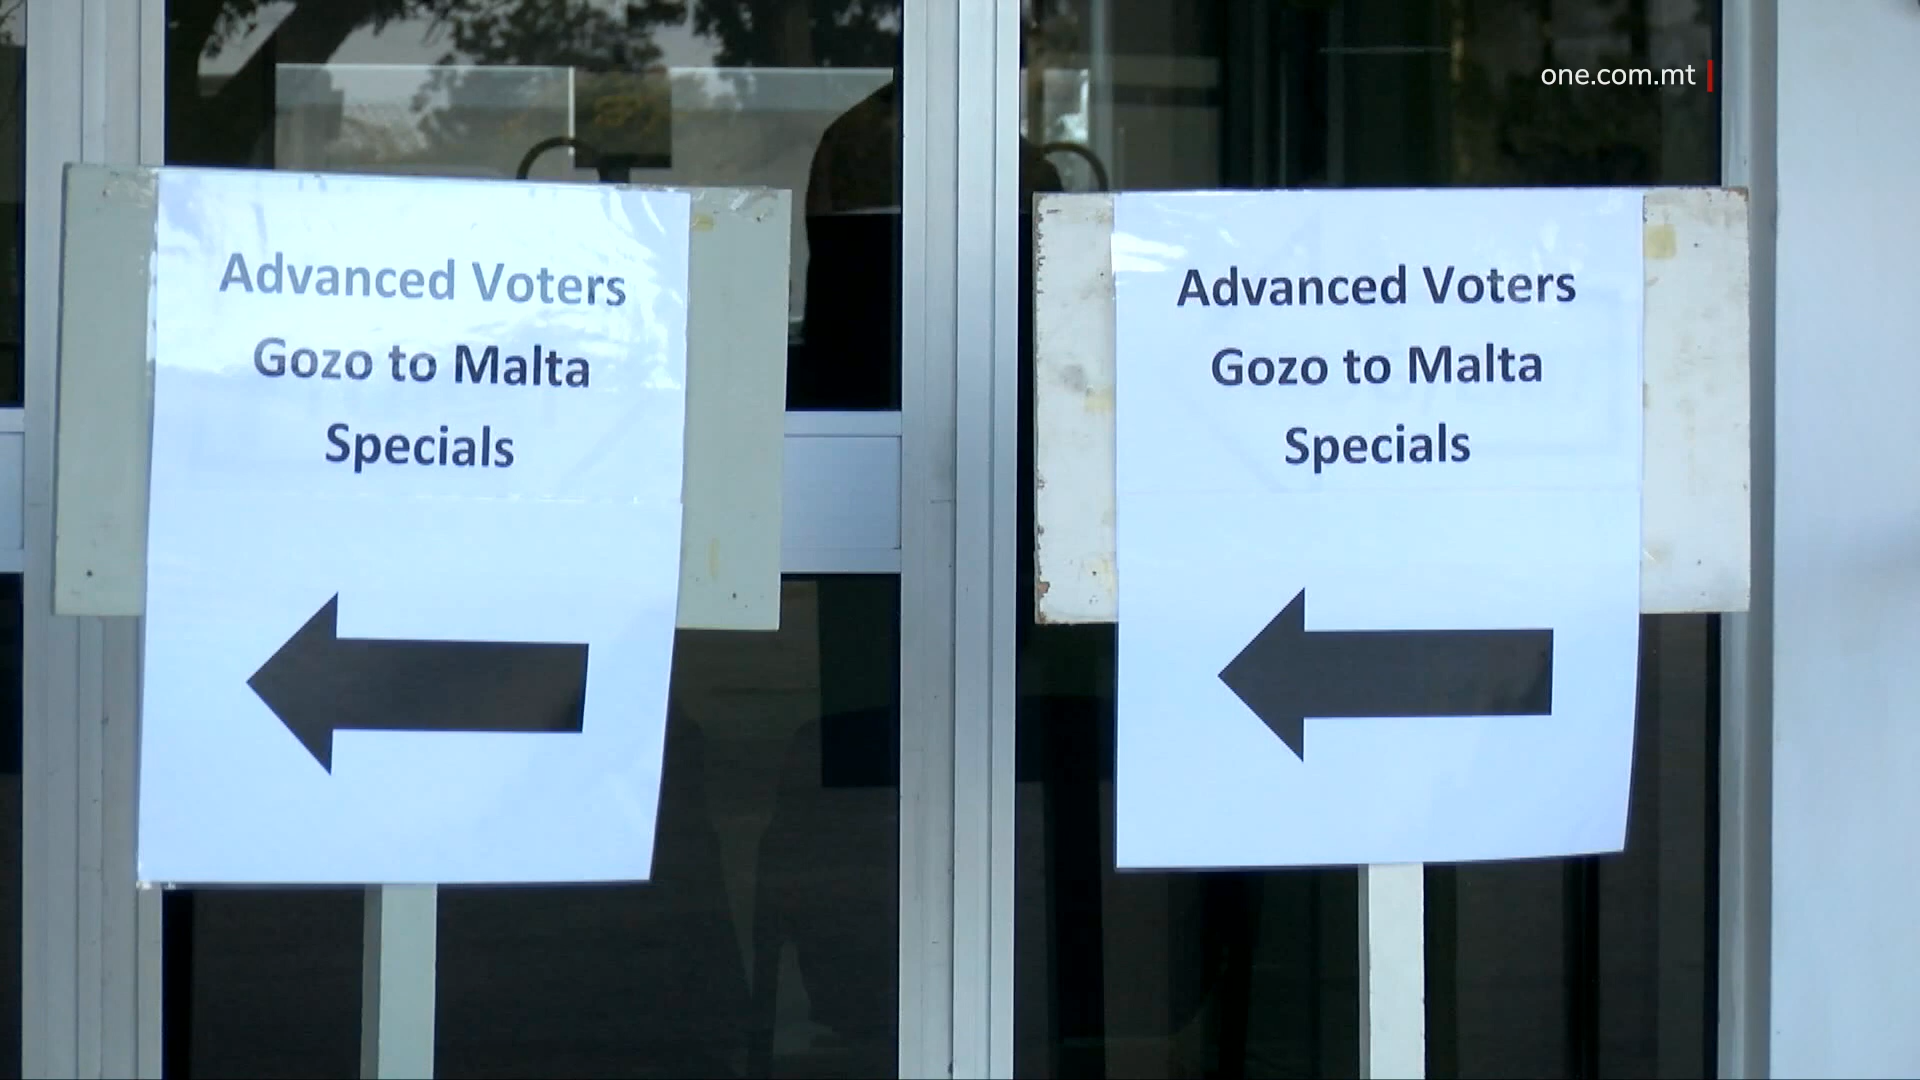 one.com.mt
Advanced Voters
Gozo to Malta
Specials
Advanced Voters
Gozo to Malta
Specials